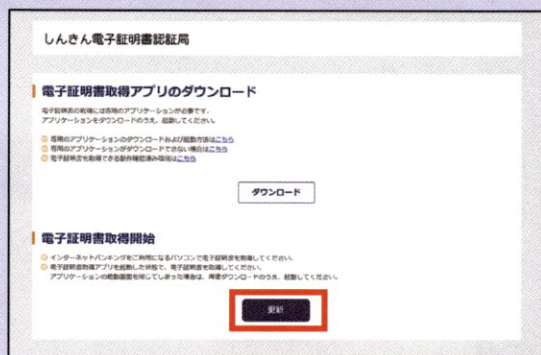 しんきん電子証明書認証局
電子証明書取得アプリのダウンロード
電子証明書の取得には専用のアプリケーションが必要です。
アプリケーションをダウンロードのうえ、起動してください。
専用のアプリケーションのダウンロードおよび起動方法はこちら
専用のアプリケーションがダウンロードできない場合はこちら
電子証明書を取得できる動作確認済み環境はこちら
ダウンロード
電子証明書取得開始
インターネットバンキングをご利用になるパソコンで電子証明書を取得してください。
電子証明書取得アプリを起動した状態で、電子証明書を取得してください。
アプリケーションの起動画面を閉じてしまった場合は、再度ダウンロードのうえ、起動してください。
更新